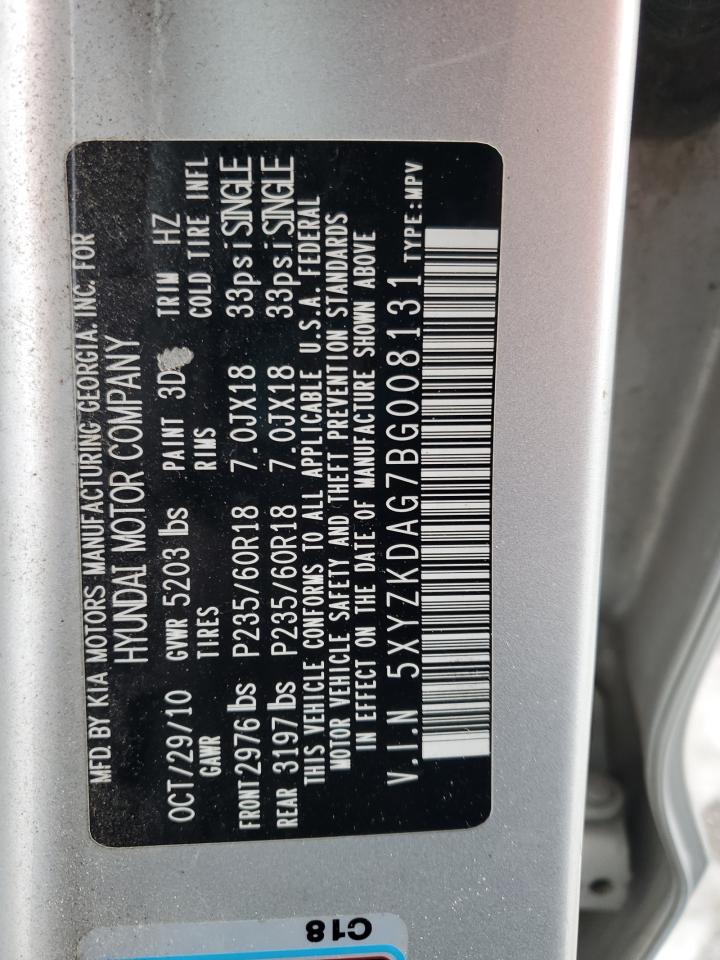 MFD. BY KIA MOTORS MANUFACTURING GEORGIA. INC. FOR
HYUNDAI MOTOR COMPANY
OCT/29/10 GVWR 5203 lbs PAINT 3D TRIM HZ
GAWR TIRES RIMS COLD TIRE INFL
FRONT 2976 lbs P235/60R18 7.0JX18 33psi SINGLE
REAR 3197 lbs P235/60R18 7.0JX18 33psi SINGLE
THIS VEHICLE CONFORMS TO ALL APPLICABLE U.S.A. FEDERAL
MOTOR VEHICLE SAFETY AND THEFT PREVENTION STANDARDS
IN EFFECT ON THE DATE OF MANUFACTURE SHOWN ABOVE
V.I.N 5XYZKDAG7BG008131 TYPE:MPV
C18